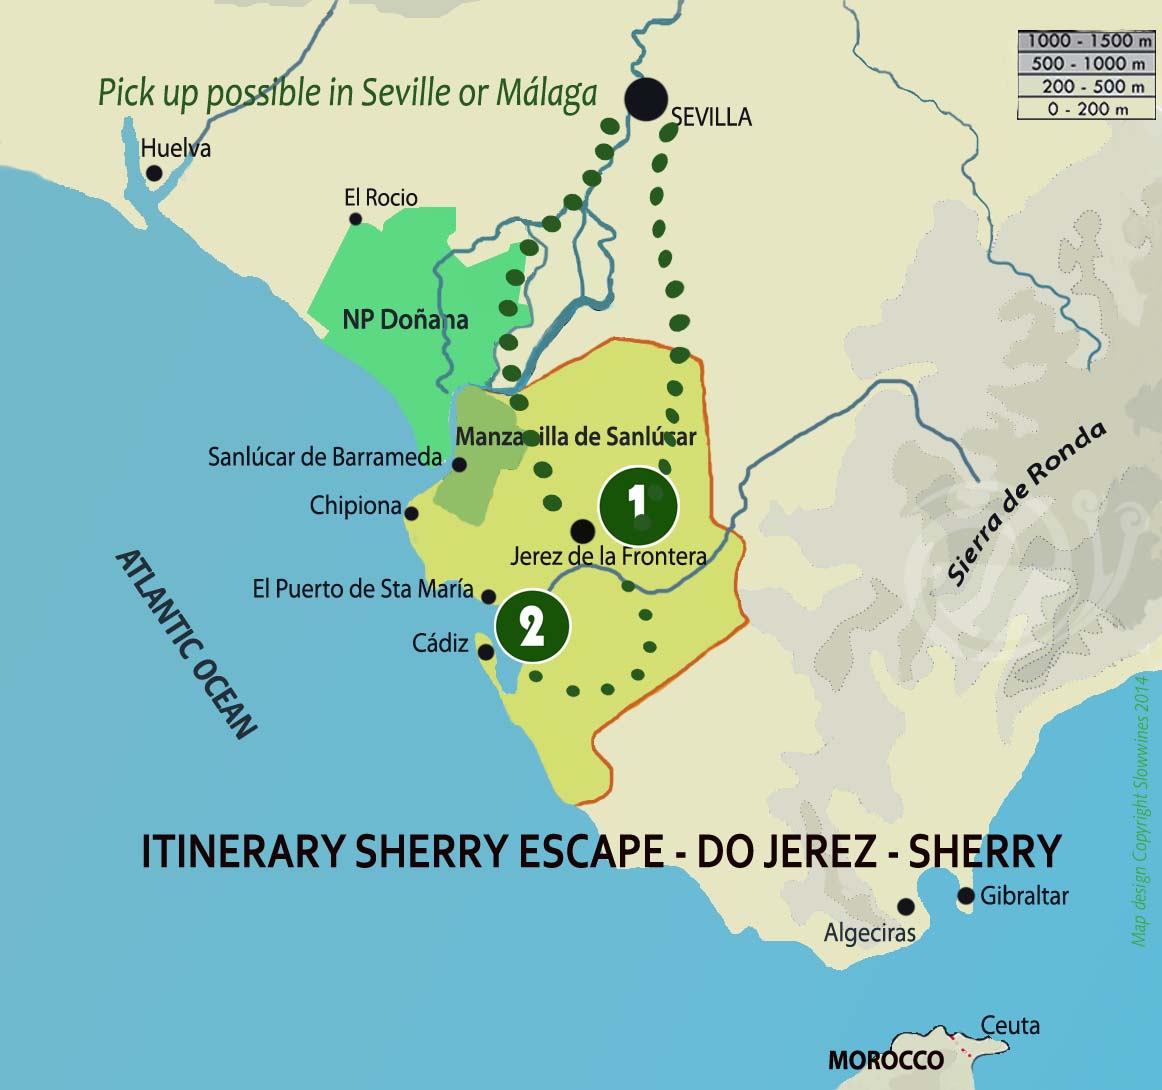 1000 - 1500 m
500 - 1000 m
200 - 500 m
0 - 200 m
Pick up possible in Seville or Málaga
SEVILLA
Huelva
El Rocio
NP Doñana
Manzanilla de Sanlúcar
Sanlúcar de Barrameda
Chipiona
1
Jerez de la Frontera
Sierra de Ronda
El Puerto de Sta María
2
Cádiz
ATLANTIC OCEAN
Map design Copyright Slowwines 2014
ITINERARY SHERRY ESCAPE - DO JEREZ - SHERRY
Gibraltar
Algeciras
Ceuta
MOROCCO